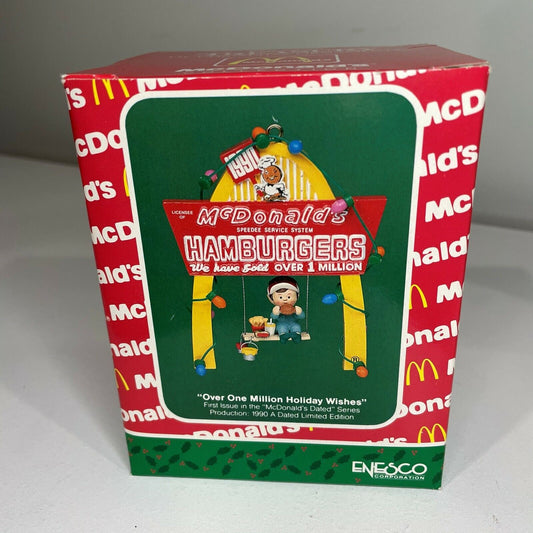 McDonald's
1990
LICENSEE OF
McDonald's
SPEEDEE SERVICE SYSTEM
HAMBURGERS
We have Sold OVER 1 MILLION
"Over One Million Holiday Wishes"
First Issue in the "McDonald's Dated" Series
Production: 1990 A Dated Limited Edition
ENESCO
CORPORATION